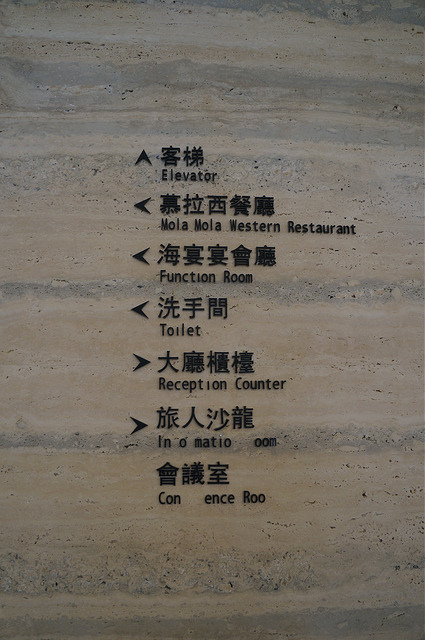 客梯
Elevator
慕拉西餐廳
Mola Mola Western Restaurant
海宴宴會廳
Function Room
洗手間
Toilet
大廳櫃檯
Reception Counter
旅人沙龍
In o matio oom
會議室
Con ence Roo